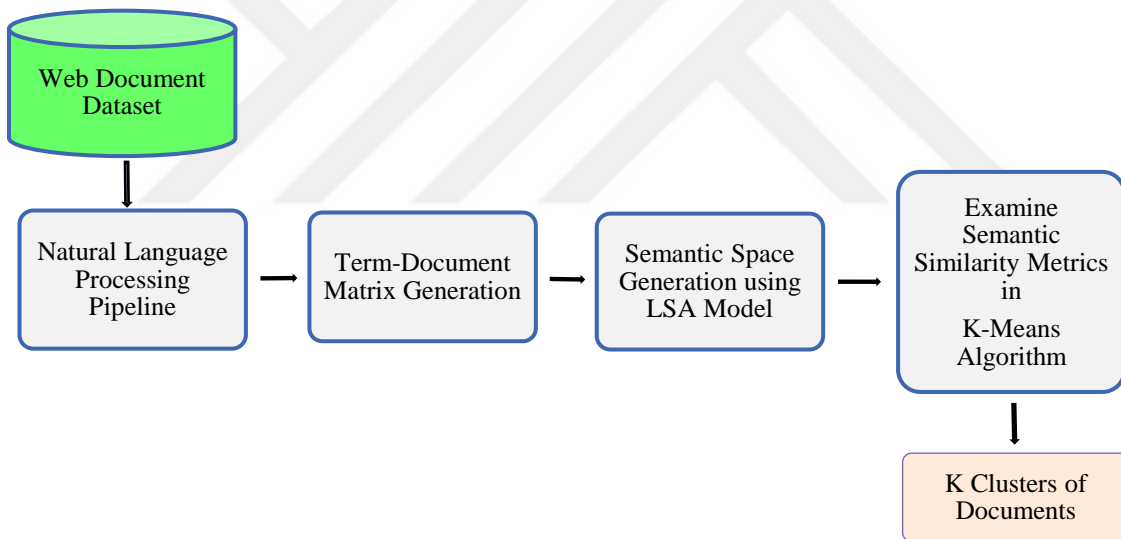 Web Document
Dataset
Natural Language
Processing
Pipeline
Term-Document
Matrix Generation
Semantic Space
Generation using
LSA Model
Examine
Semantic
Similarity Metrics
in
K-Means
Algorithm
K Clusters of
Documents